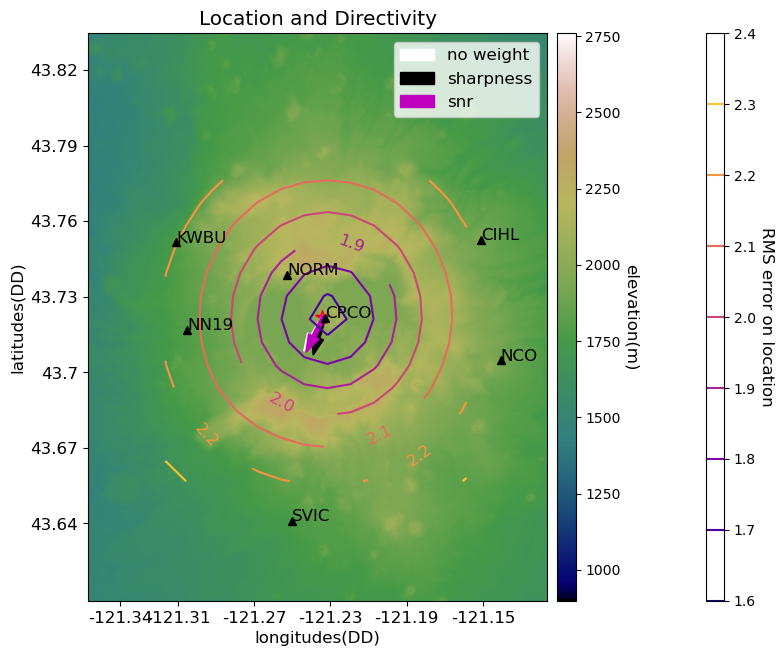 Location and Directivity
no weight
sharpness
snr
43.82
43.79
43.76
43.73
43.7
43.67
43.64
latitudes(DD)
KWBU
CIHL
NORM
CPCO
NN19
NCO
SVIC
1.9
2.0
2.1
2.2
2.2
-121.34
-121.31
-121.27
-121.23
-121.19
-121.15
longitudes(DD)
2750
2500
2250
2000
1750
1500
1250
1000
elevation(m)
2.4
2.3
2.2
2.1
2.0
1.9
1.8
1.7
1.6
RMS error on location